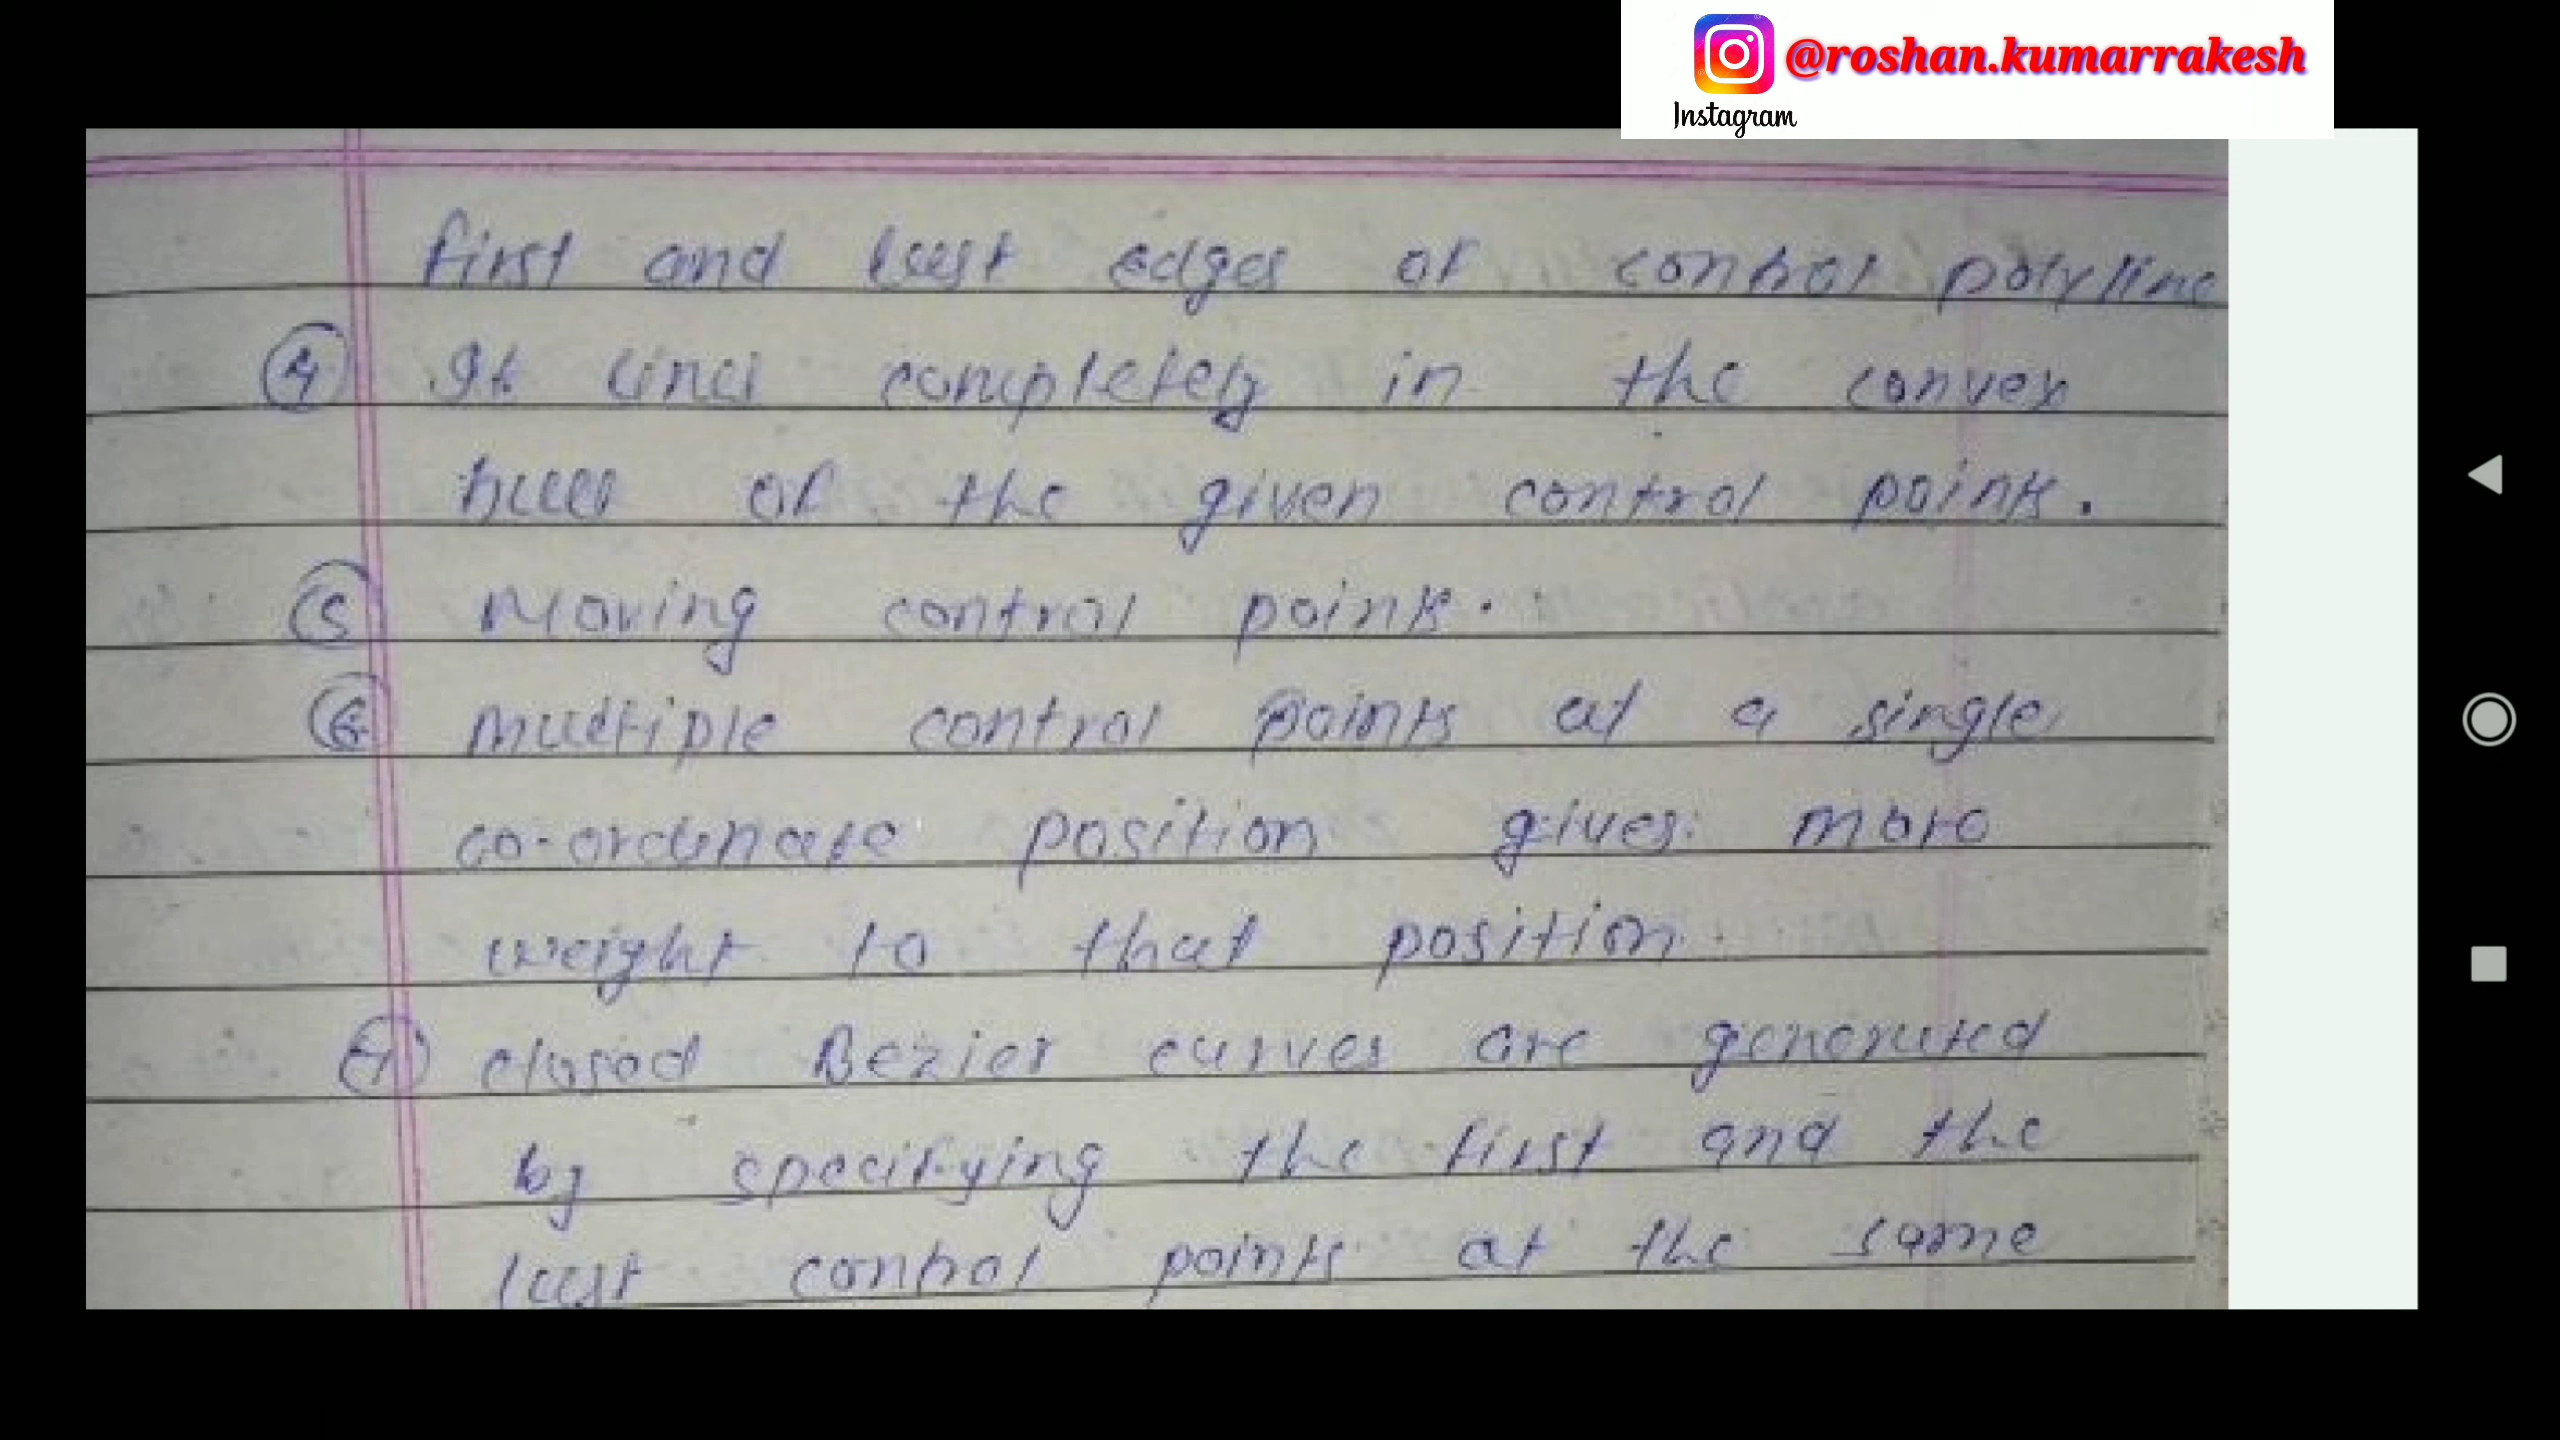 @roshan.kumarrakesh
Instagram
first and last edges of control polyline
④ It completely in the convex
hull of the given control points.
⑤ Moving control points.
⑥ multiple control points at a single
co-ordinate position gives more
weight to that position.
⑦ closed Bezier curves are generated
by specifying the first and the
last control points at the same